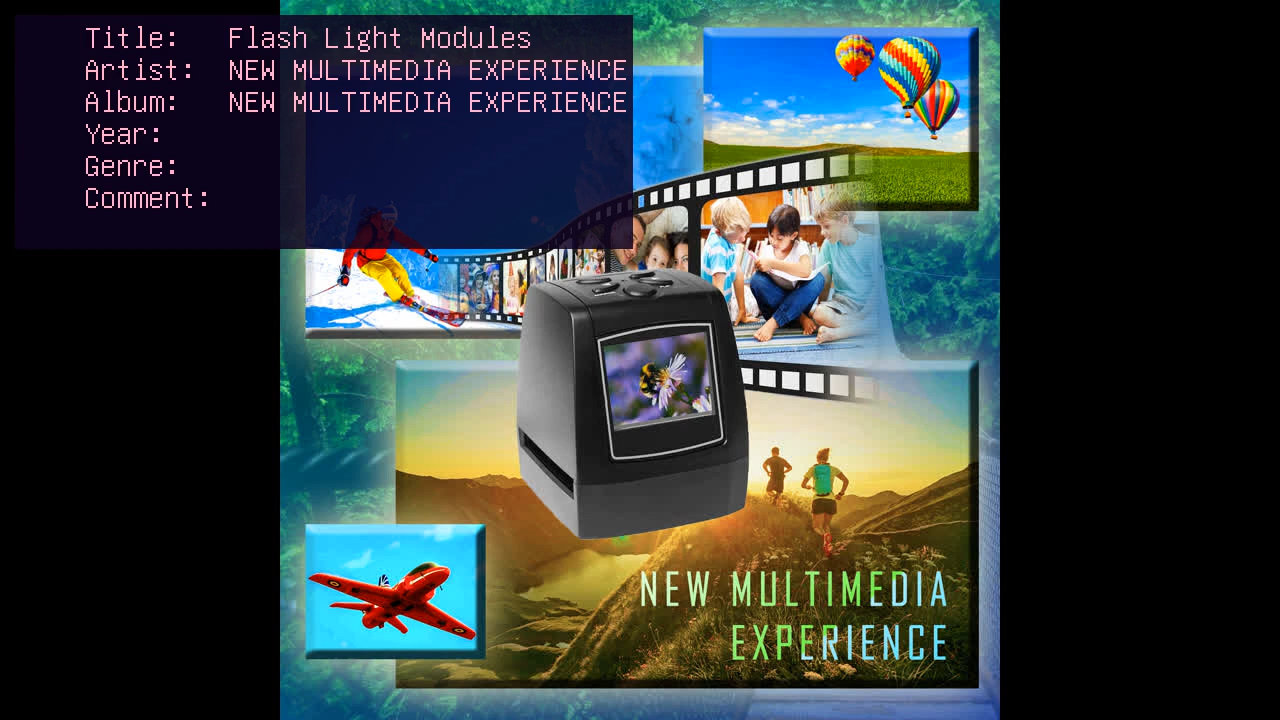 Title: Flash Light Modules
Artist: NEW MULTIMEDIA EXPERIENCE
Album: NEW MULTIMEDIA EXPERIENCE
Year:
Genre:
Comment:
NEW MULTIMEDIA
EXPERIENCE